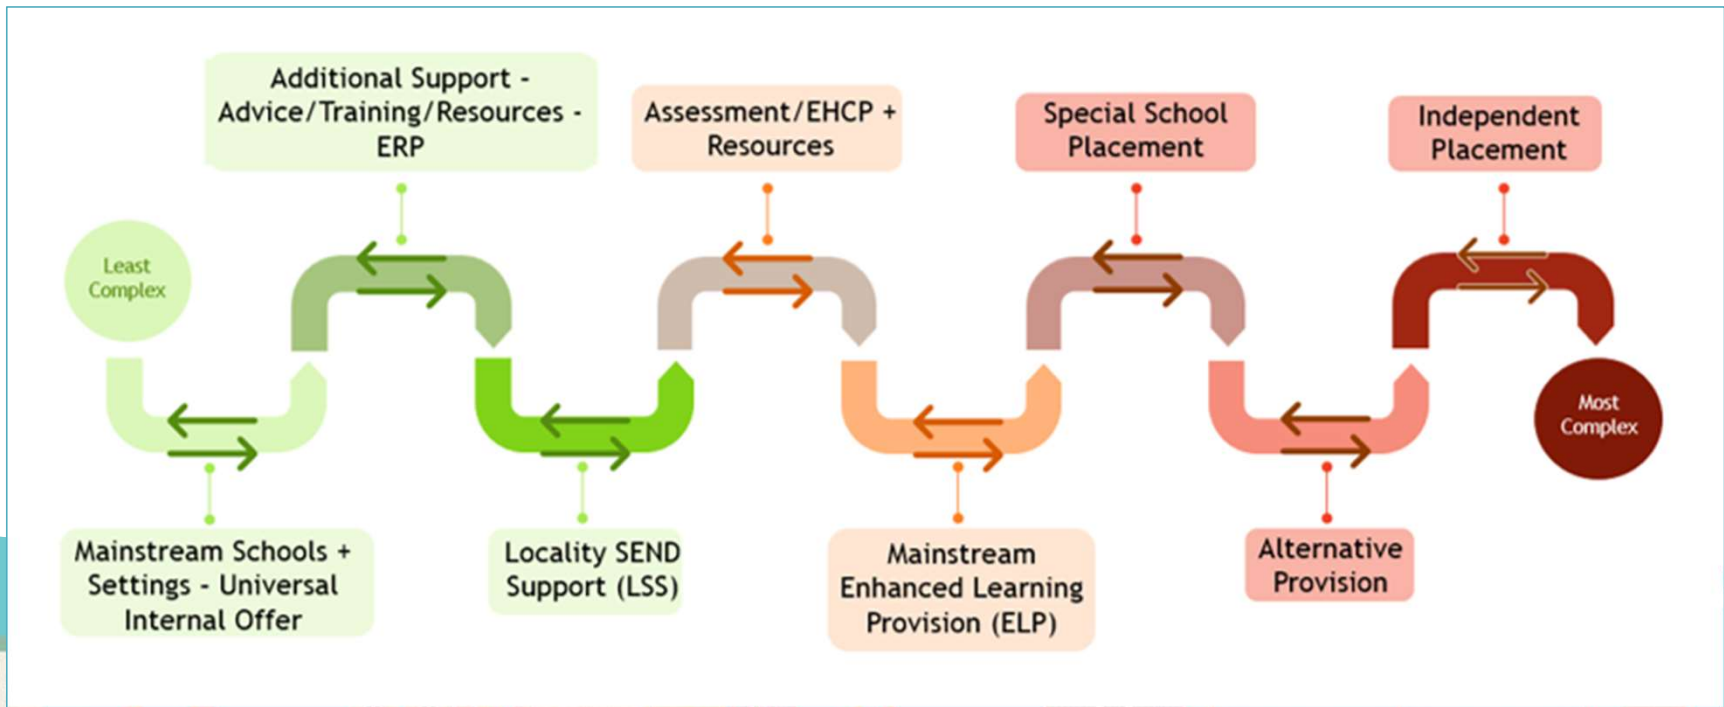 Additional Support -
Advice/Training/Resources -
ERP
Assessment/EHCP +
Resources
Special School
Placement
Independent
Placement
Least
Complex
Most
Complex
Mainstream Schools +
Settings - Universal
Internal Offer
Locality SEND
Support (LSS)
Mainstream
Enhanced Learning
Provision (ELP)
Alternative
Provision